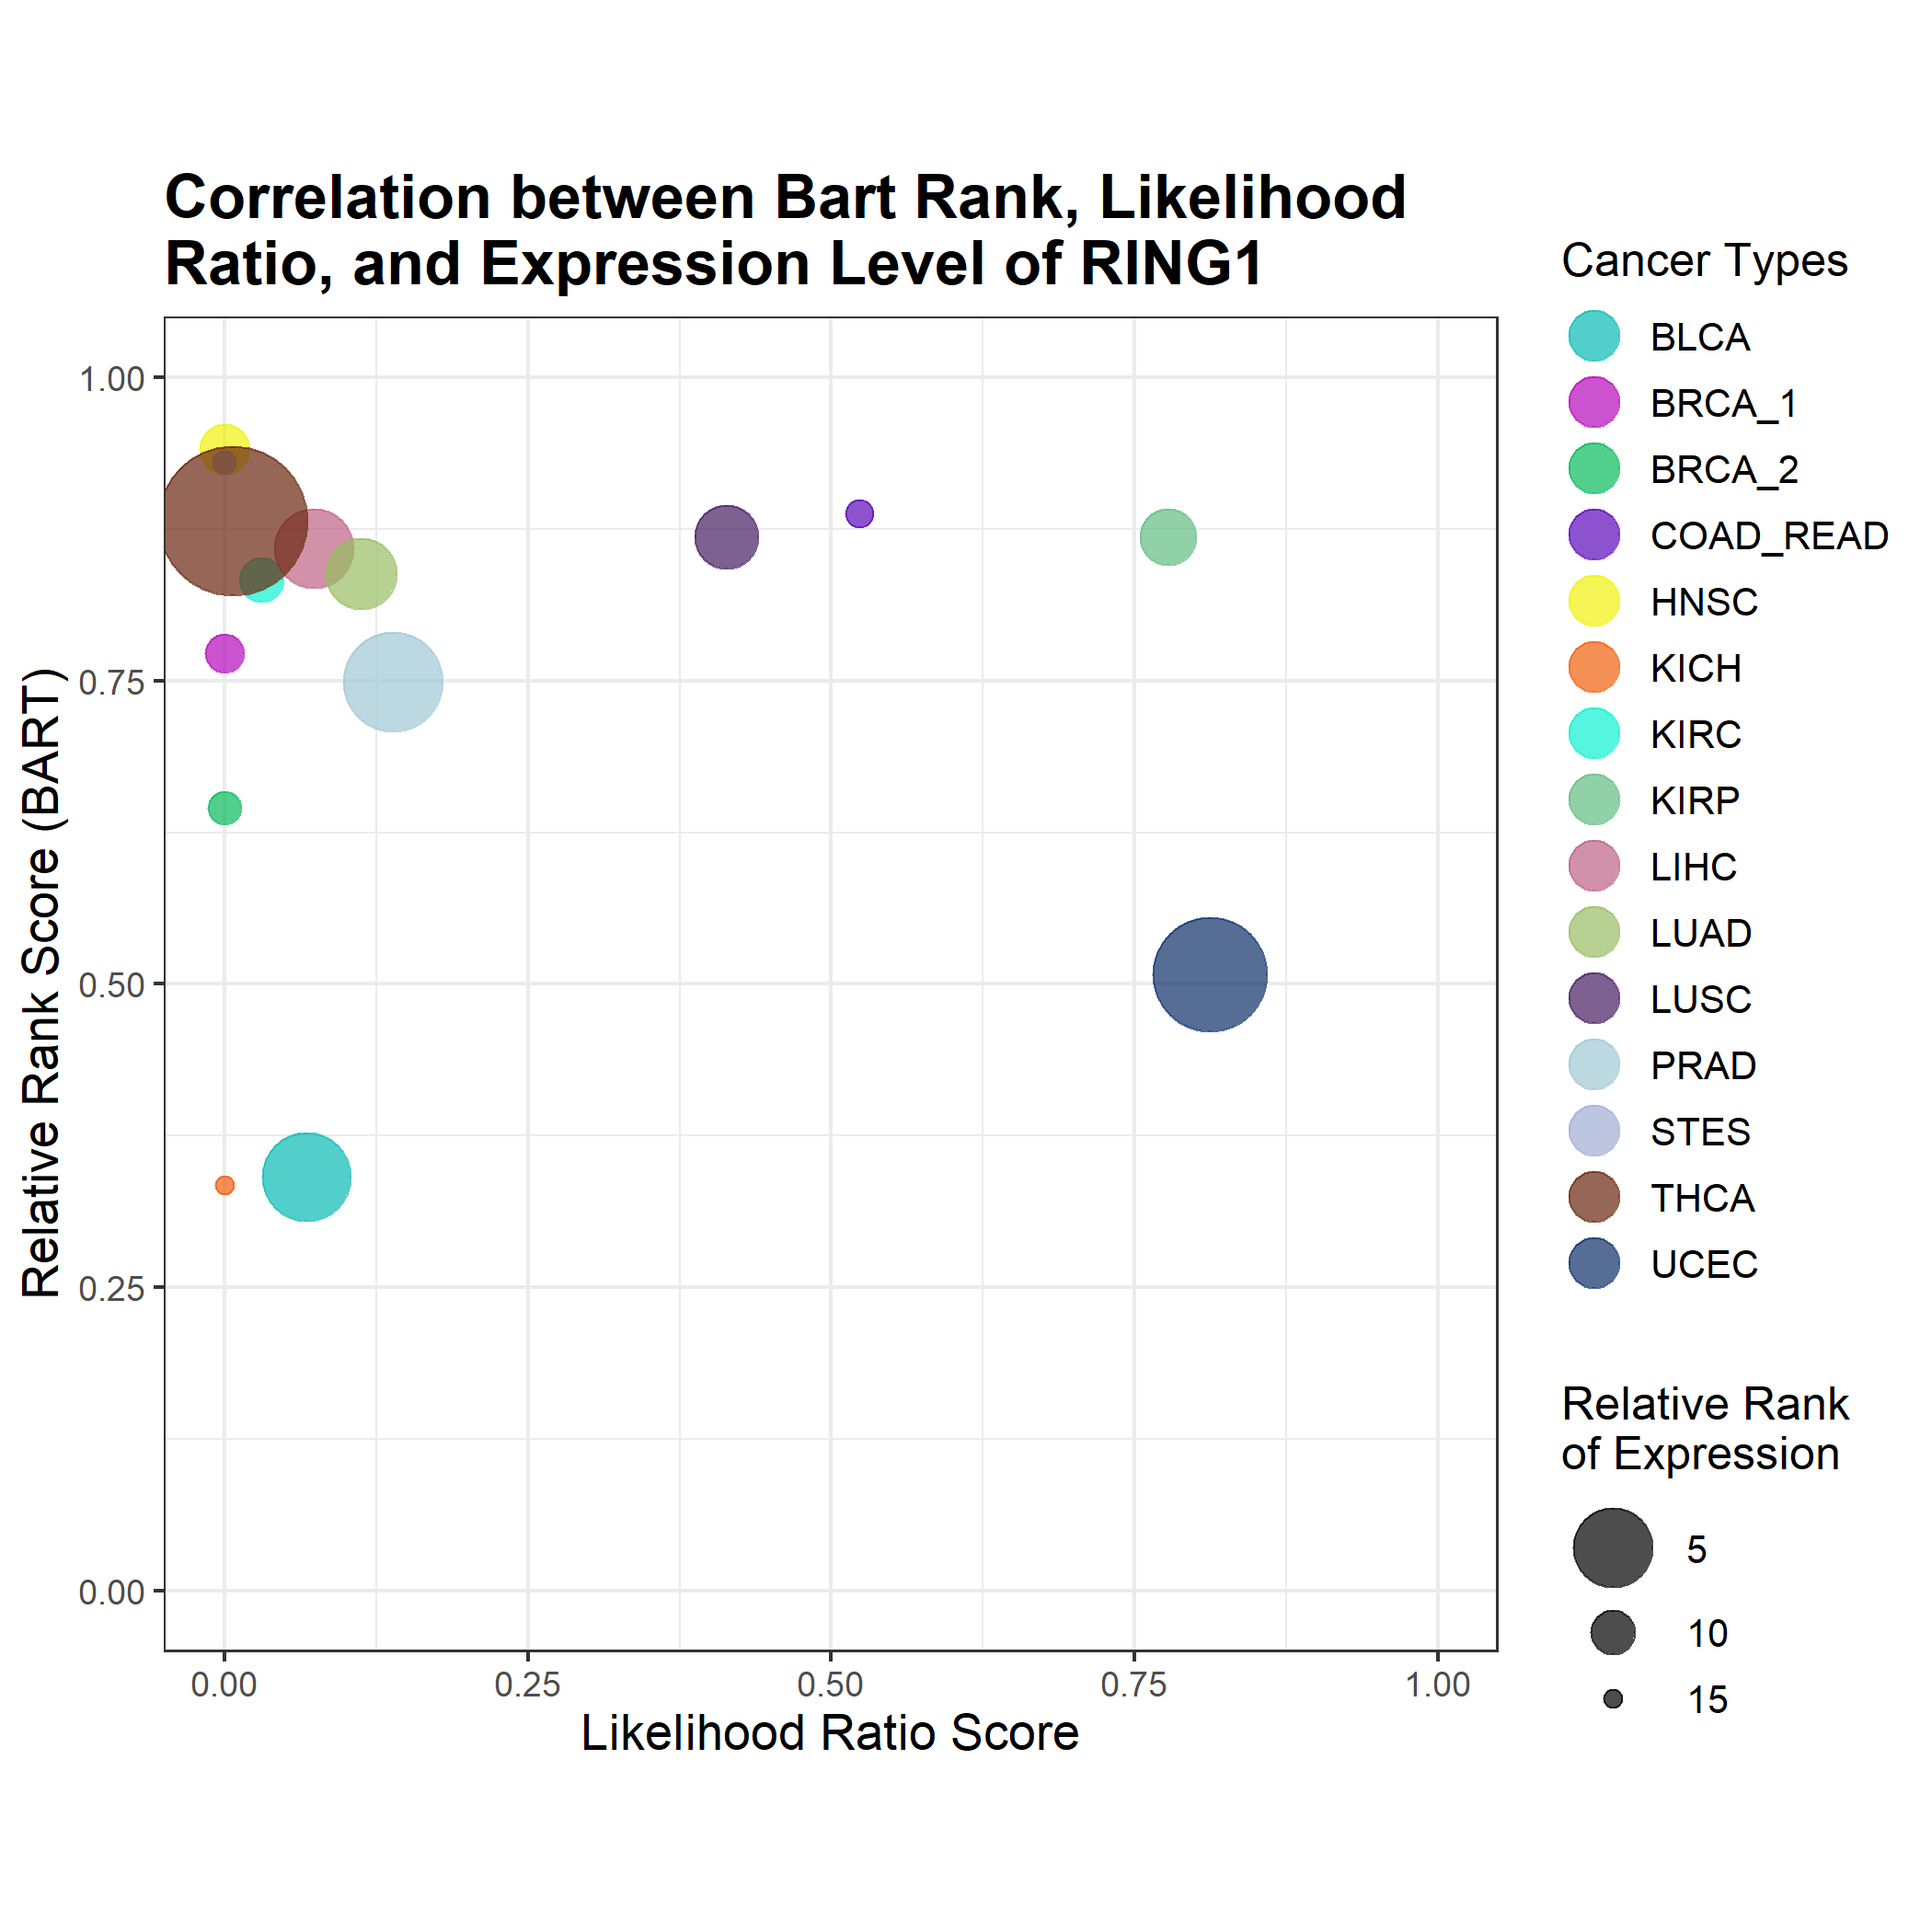 Correlation between Bart Rank, Likelihood
Ratio, and Expression Level of RING1
Relative Rank Score (BART)
1.00
0.75
0.50
0.25
0.00
0.00
0.25
0.50
0.75
1.00
Likelihood Ratio Score
Cancer Types
BLCA
BRCA_1
BRCA_2
COAD_READ
HNSC
KICH
KIRC
KIRP
LIHC
LUAD
LUSC
PRAD
STES
THCA
UCEC
Relative Rank
of Expression
5
10
15